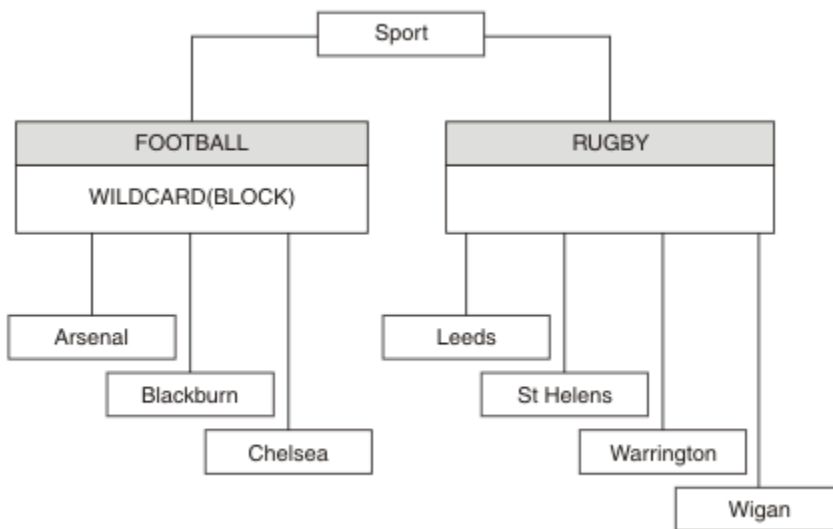 Sport
FOOTBALL
RUGBY
WILDCARD(BLOCK)
Arsenal
Leeds
Blackburn
St Helens
Chelsea
Warrington
Wigan